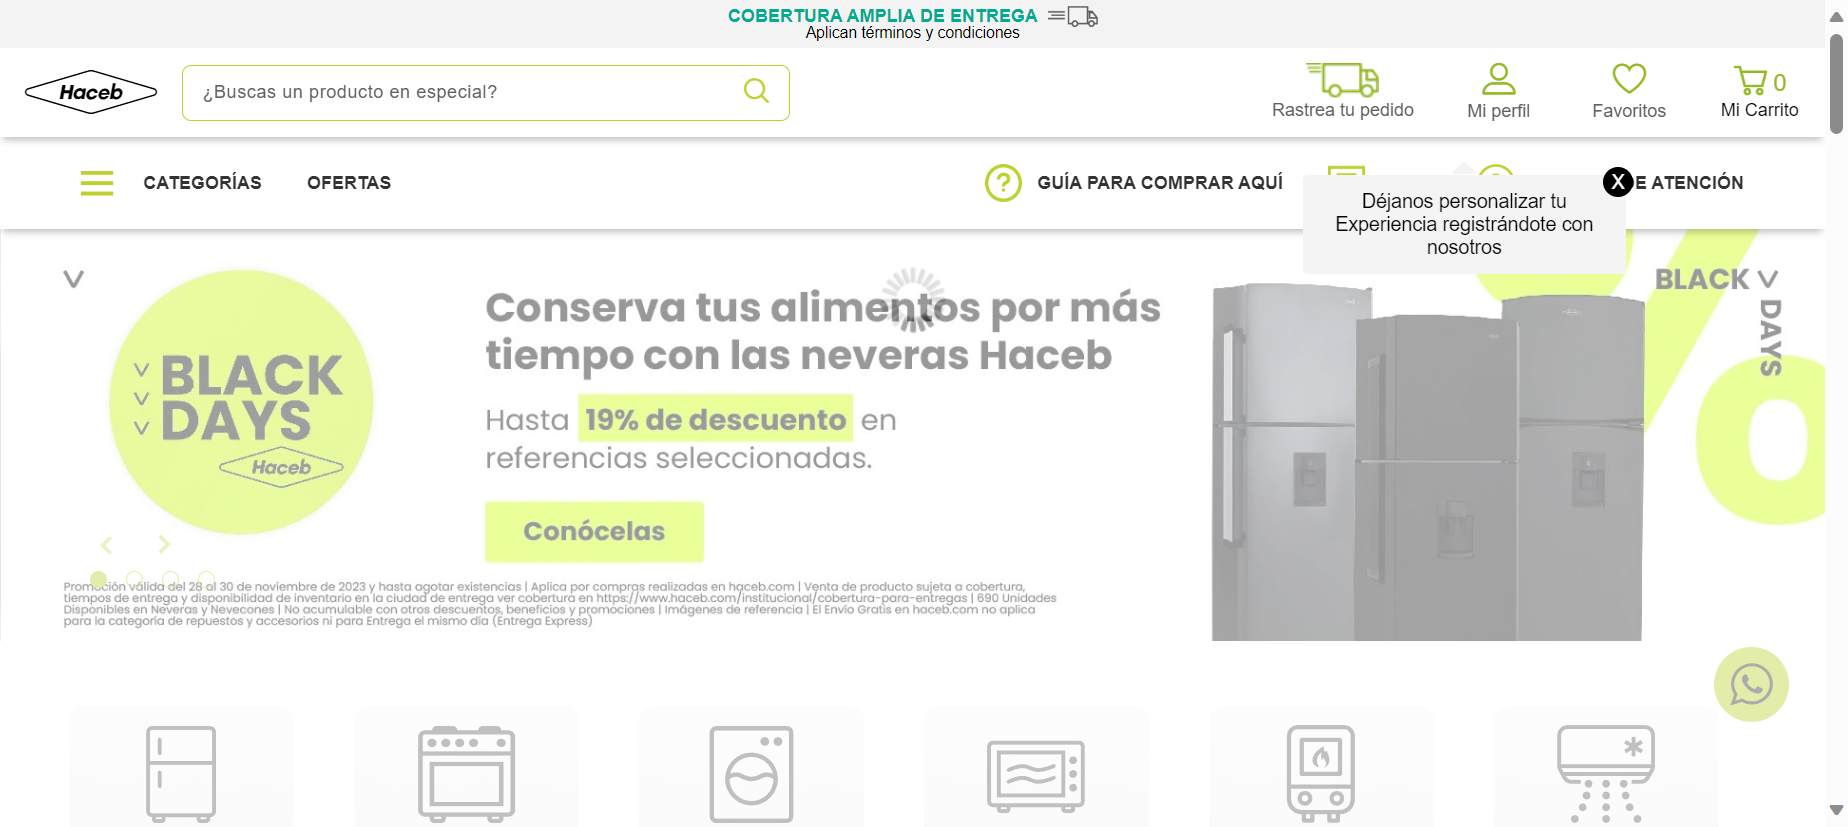 COBERTURA AMPLIA DE ENTREGA
Aplican términos y condiciones
Haceb
¿Buscas un producto en especial?
Rastrea tu pedido
Mi perfil
Favoritos
0
Mi Carrito
CATEGORÍAS
OFERTAS
GUÍA PARA COMPRAR AQUÍ
E ATENCIÓN
X
Déjanos personalizar tu
Experiencia registrándote con
nosotros
BLACK
DAYS
Haceb
Conserva tus alimentos por más
tiempo con las neveras Haceb
Hasta 19% de descuento en
referencias seleccionadas.
Conócelas
BLACK
DAYS
Promoción válida del 28 al 30 de noviembre de 2023 y hasta agotar existencias | Aplica por compras realizadas en haceb.com | Venta de producto sujeta a cobertura,
tiempos de entrega y disponibilidad de inventario en la ciudad de entrega ver cobertura en https://www.haceb.com/institucional/cobertura-para-entregas | 690 Unidades
Disponibles en Neveras y Nevecones | No acumulable con otros descuentos, beneficios y promociones | Imágenes de referencia | El Envío Gratis en haceb.com no aplica
para la categoría de repuestos y accesorios ni para Entrega el mismo día (Entrega Express)